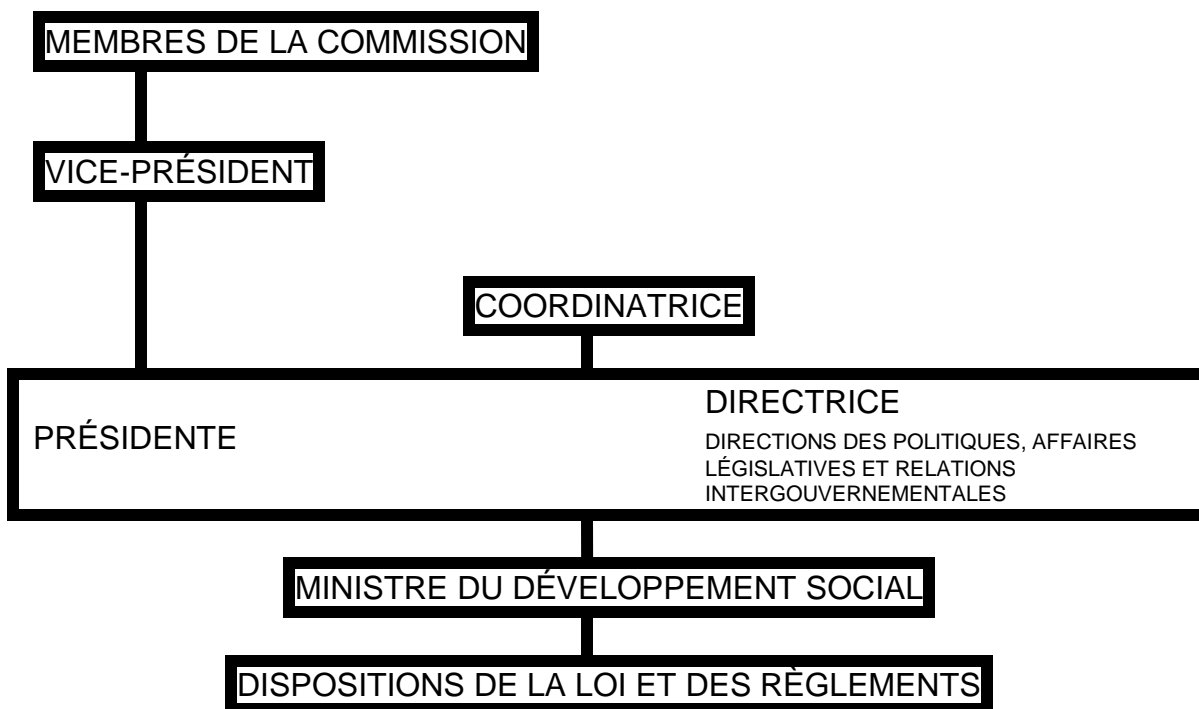 MEMBRES DE LA COMMISSION
VICE-PRÉSIDENT
COORDINATRICE
PRÉSIDENTE
DIRECTRICE
DIRECTIONS DES POLITIQUES, AFFAIRES
LÉGISLATIVES ET RELATIONS
INTERGOUVERNEMENTALES
MINISTRE DU DÉVELOPPEMENT SOCIAL
DISPOSITIONS DE LA LOI ET DES RÈGLEMENTS